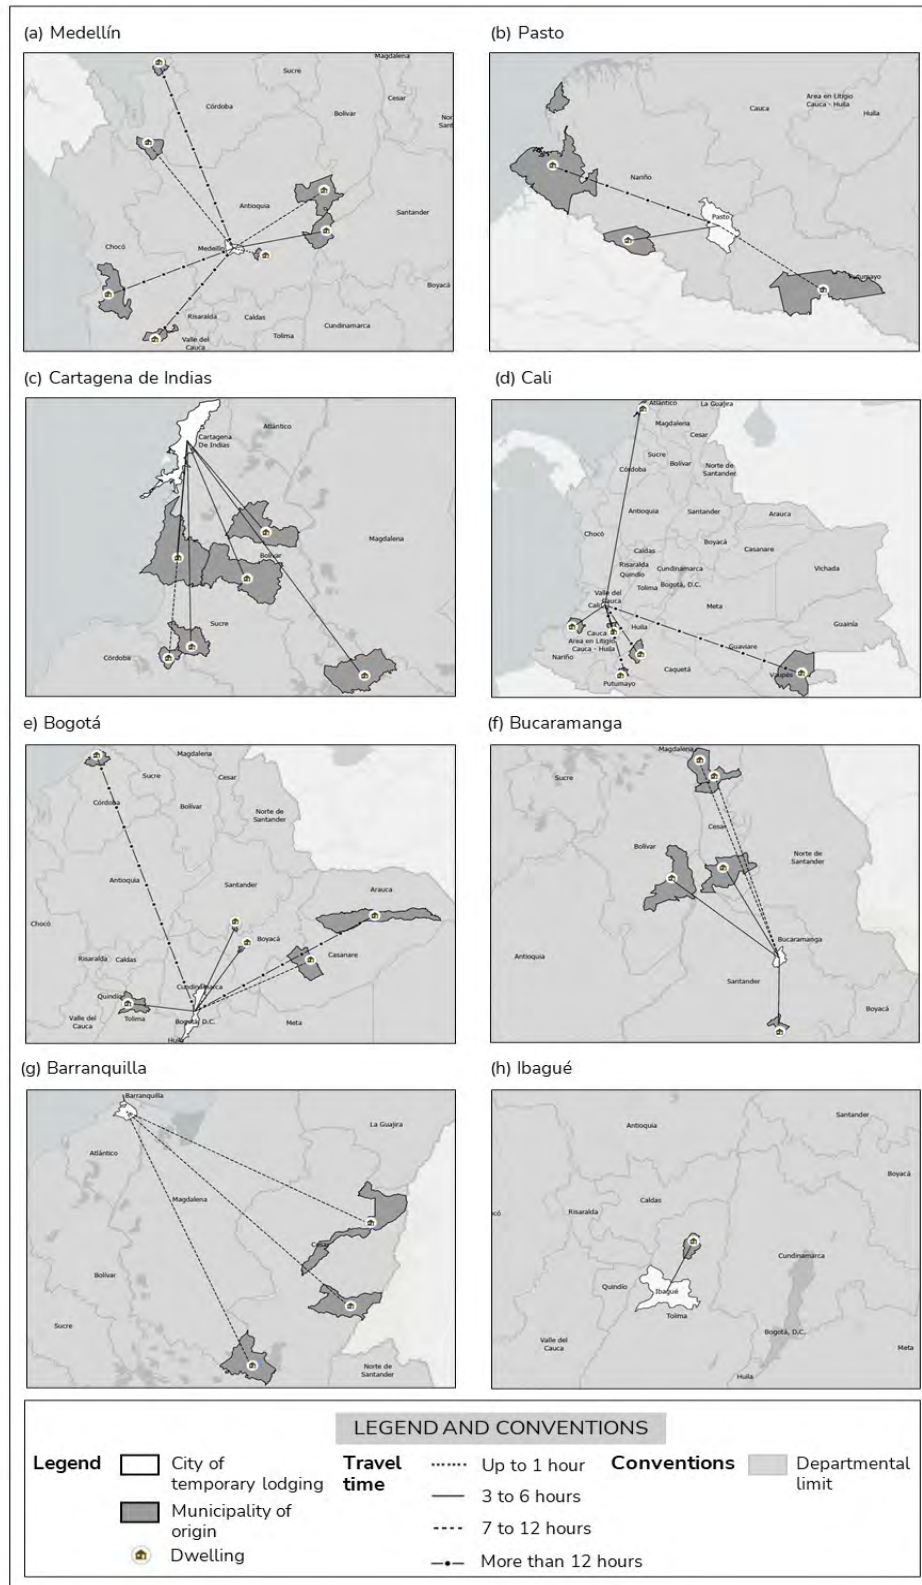 (a) Medellín
Magdalena
Sucre
Córdoba
Cesar
Bolívar
Nor
Sant
Antioquia
Santander
Chocó
Medellín
Boyacá
Risaralda
Caldas
Cundinamarca
Tolima
Valle del
Cauca
(b) Pasto
Area en Litigio
Cauca - Huila
Cauca
Huila
Nariño
Pasto
Putumayo
(c) Cartagena de Indias
Cartagena
De Indias
Atlántico
Magdalena
Bolívar
Sucre
Córdoba
(d) Cali
Atlántico
La Guajira
Magdalena
Cesar
Sucre
Córdoba
Bolívar
Norte de
Santander
Antioquia
Santander
Arauca
Chocó
Boyacá
Caldas
Casanare
Risaralda
Cundinamarca
Quindío
Vichada
Tolima
Bogotá, D.C.
Valle del
Cauca
Cali
Meta
Cauca
Huila
Guainía
Area en Litigio
Cauca - Huila
Guaviare
Nariño
Caquetá
Vaupés
Putumayo
e) Bogotá
Magdalena
Sucre
Cesar
Córdoba
Bolívar
Norte de
Santander
Antioquia
Santander
Arauca
Chocó
Boyacá
Risaralda
Caldas
Casanare
Cundinamarca
Quindío
Valle del
Cauca
Tolima
Bogotá, D.C.
Meta
Huila
(f) Bucaramanga
Magdalena
Sucre
Cesar
Bolívar
Norte de
Santander
Bucaramanga
Antioquia
Santander
Boyacá
(g) Barranquilla
Barranquilla
La Guajira
Atlántico
Magdalena
Cesar
Bolívar
Sucre
Norte de
Santander
(h) Ibagué
Santander
Antioquia
Boyacá
Caldas
Risaralda
có
Cundinamarca
Quindío
Ibagué
Tolima
Bogotá, D.C.
Valle del
Cauca
Meta
Huila
LEGEND AND CONVENTIONS
Legend
City of
temporary lodging
Municipality of
origin
Dwelling
Travel
time
Up to 1 hour
3 to 6 hours
7 to 12 hours
More than 12 hours
Conventions
Departmental
limit